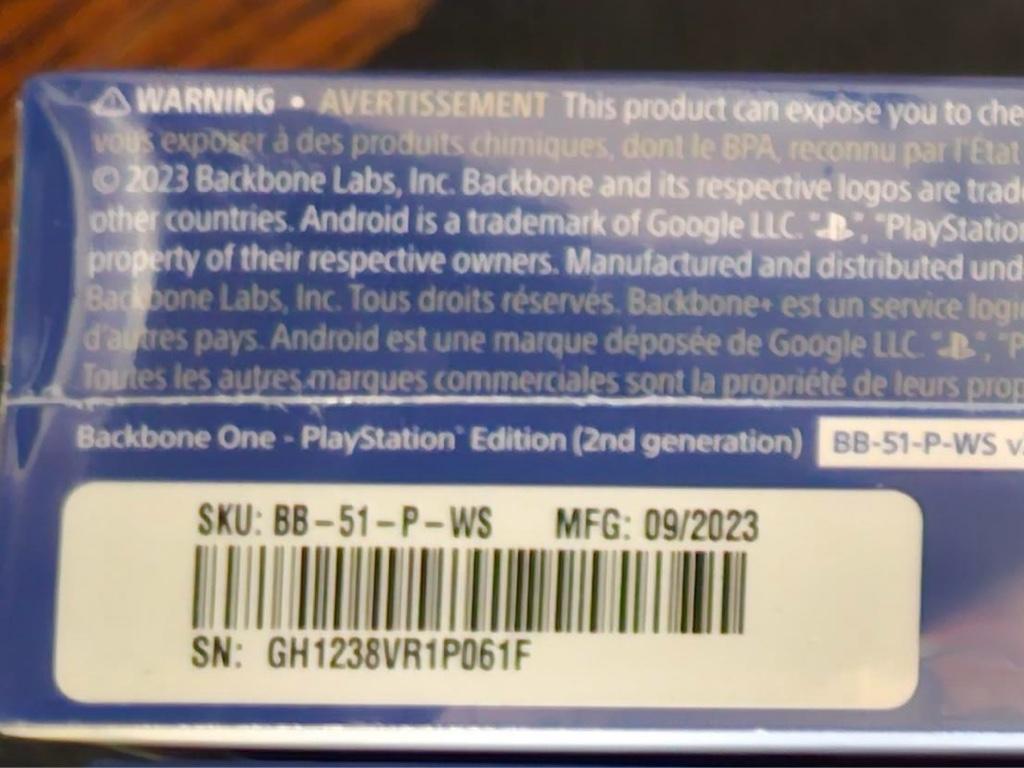 ⚠ WARNING • AVERTISSEMENT This product can expose you to che
vous exposer à des produits chimiques, dont le BPA, reconnu par l'État
© 2023 Backbone Labs, Inc. Backbone and its respective logos are trad
other countries. Android is a trademark of Google LLC. "PlayStation
property of their respective owners. Manufactured and distributed und
Backbone Labs, Inc. Tous droits réservés. Backbone+ est un service logi
d'autres pays. Android est une marque déposée de Google LLC. "P
Toutes les autres marques commerciales sont la propriété de leurs prop
Backbone One - PlayStation® Edition (2nd generation) BB-51-P-WS v
SKU: BB-51-P-WS MFG: 09/2023
SN: GH1238VR1P061F